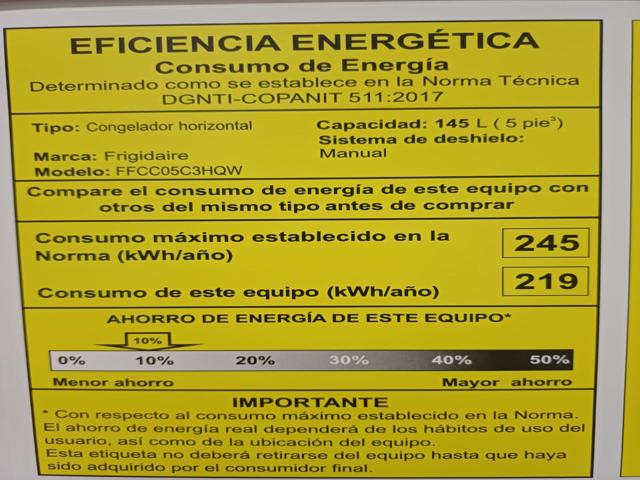 EFICIENCIA ENERGÉTICA
Consumo de Energía
Determinado como se establece en la Norma Técnica
DGNTI-COPANIT 511:2017
Tipo: Congelador horizontal
Marca: Frigidaire
Modelo: FFCC05C3HQW
Capacidad: 145 L ( 5 pie³)
Sistema de deshielo:
Manual
Compare el consumo de energía de este equipo con
otros del mismo tipo antes de comprar
Consumo máximo establecido en la
Norma (kWh/año)
245
Consumo de este equipo (kWh/año)
219
AHORRO DE ENERGÍA DE ESTE EQUIPO*
10%
0% 10% 20% 30% 40% 50%
Menor ahorro Mayor ahorro
IMPORTANTE
* Con respecto al consumo máximo establecido en la Norma.
El ahorro de energía real dependerá de los hábitos de uso del
usuario, así como de la ubicación del equipo.
Esta etiqueta no deberá retirarse del equipo hasta que haya
sido adquirido por el consumidor final.